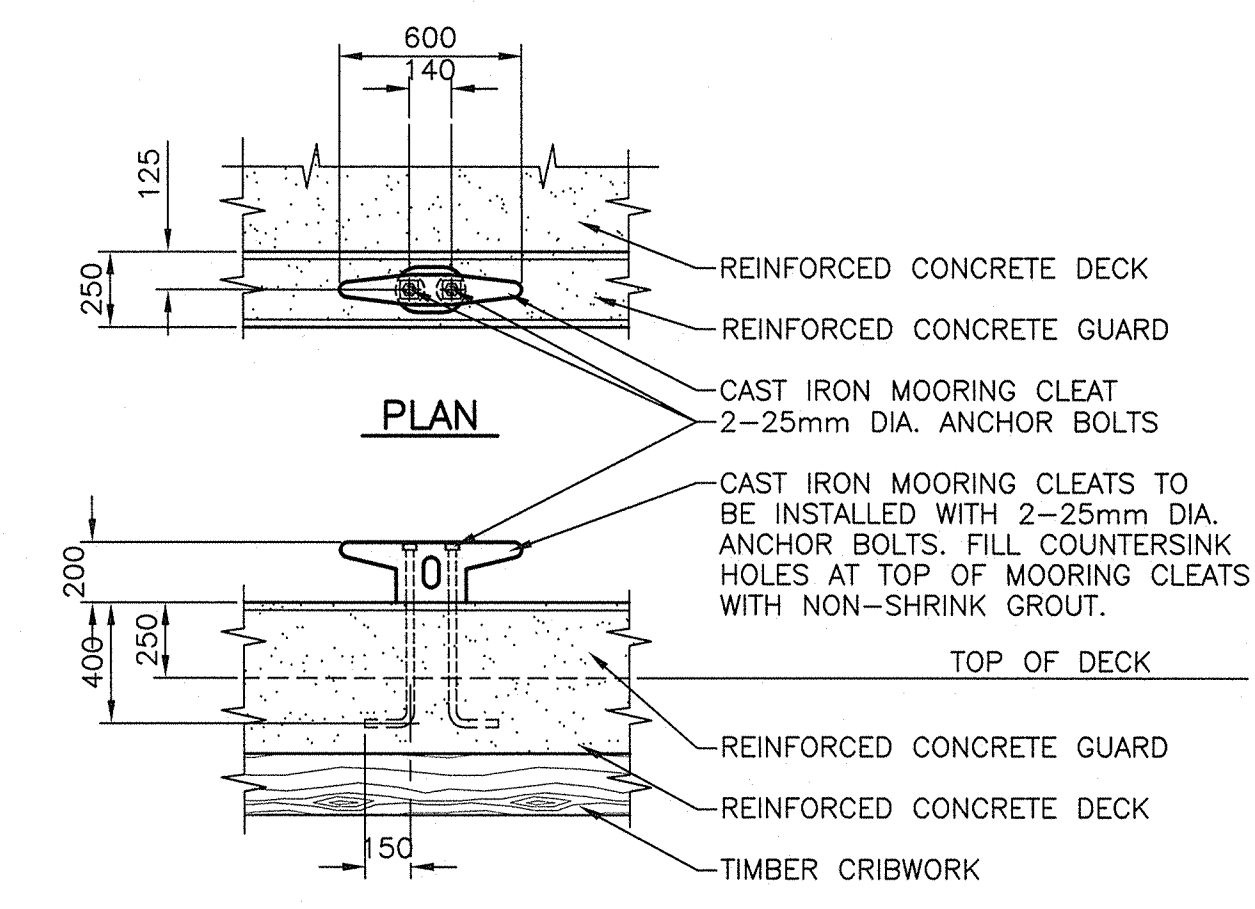 600
140
125
250
REINFORCED CONCRETE DECK
REINFORCED CONCRETE GUARD
CAST IRON MOORING CLEAT
2-25mm DIA. ANCHOR BOLTS
PLAN
CAST IRON MOORING CLEATS TO
BE INSTALLED WITH 2-25mm DIA.
ANCHOR BOLTS. FILL COUNTERSINK
HOLES AT TOP OF MOORING CLEATS
WITH NON-SHRINK GROUT.
200
400
250
TOP OF DECK
REINFORCED CONCRETE GUARD
REINFORCED CONCRETE DECK
150
TIMBER CRIBWORK